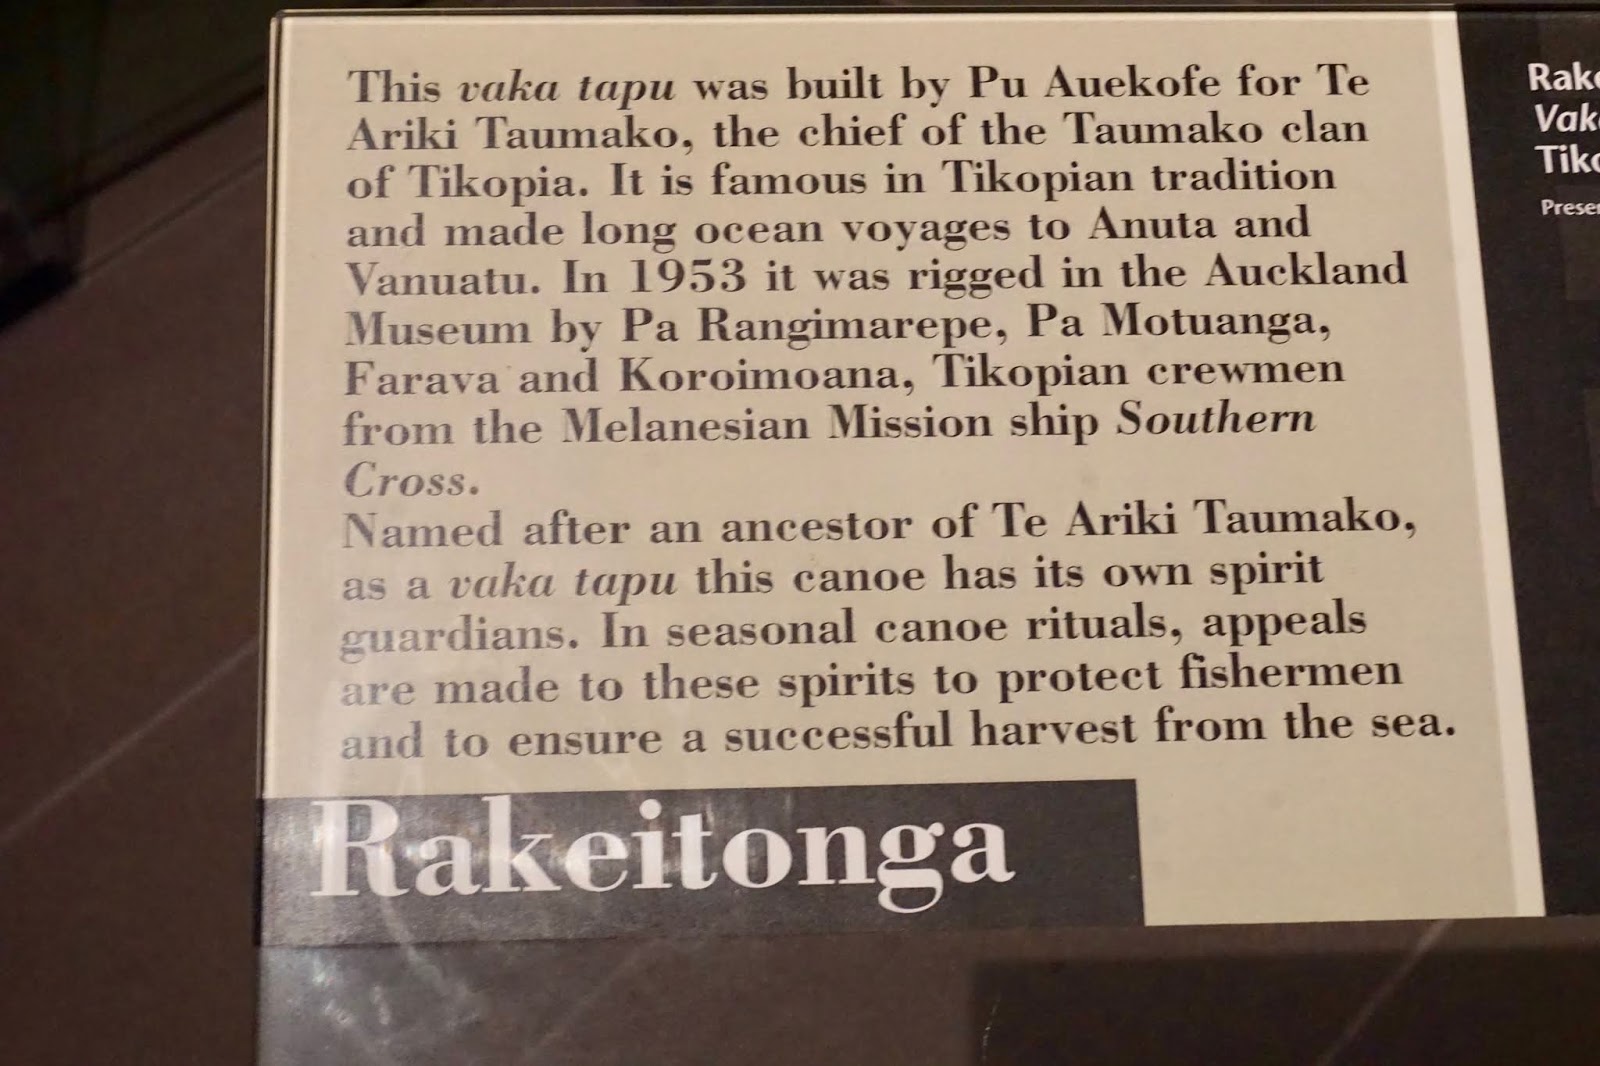 This vaka tapu was built by Pu Auekofe for Te
Ariki Taumako, the chief of the Taumako clan
of Tikopia. It is famous in Tikopian tradition
and made long ocean voyages to Anuta and
Vanuatu. In 1953 it was rigged in the Auckland
Museum by Pa Rangimarepe, Pa Motuanga,
Farava and Koroimoana, Tikopian crewmen
from the Melanesian Mission ship Southern
Cross.
Named after an ancestor of Te Ariki Taumako,
as a vaka tapu this canoe has its own spirit
guardians. In seasonal canoe rituals, appeals
are made to these spirits to protect fishermen
and to ensure a successful harvest from the sea.
Rakeitonga